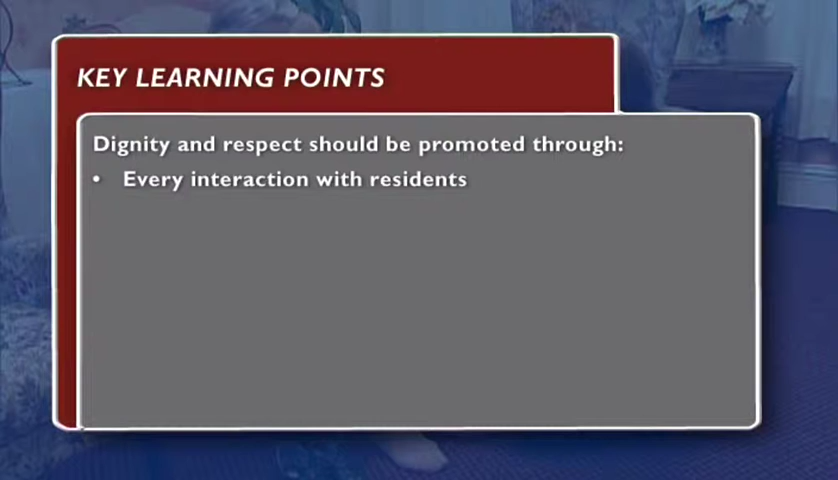 KEY LEARNING POINTS
Dignity and respect should be promoted through:
• Every interaction with residents